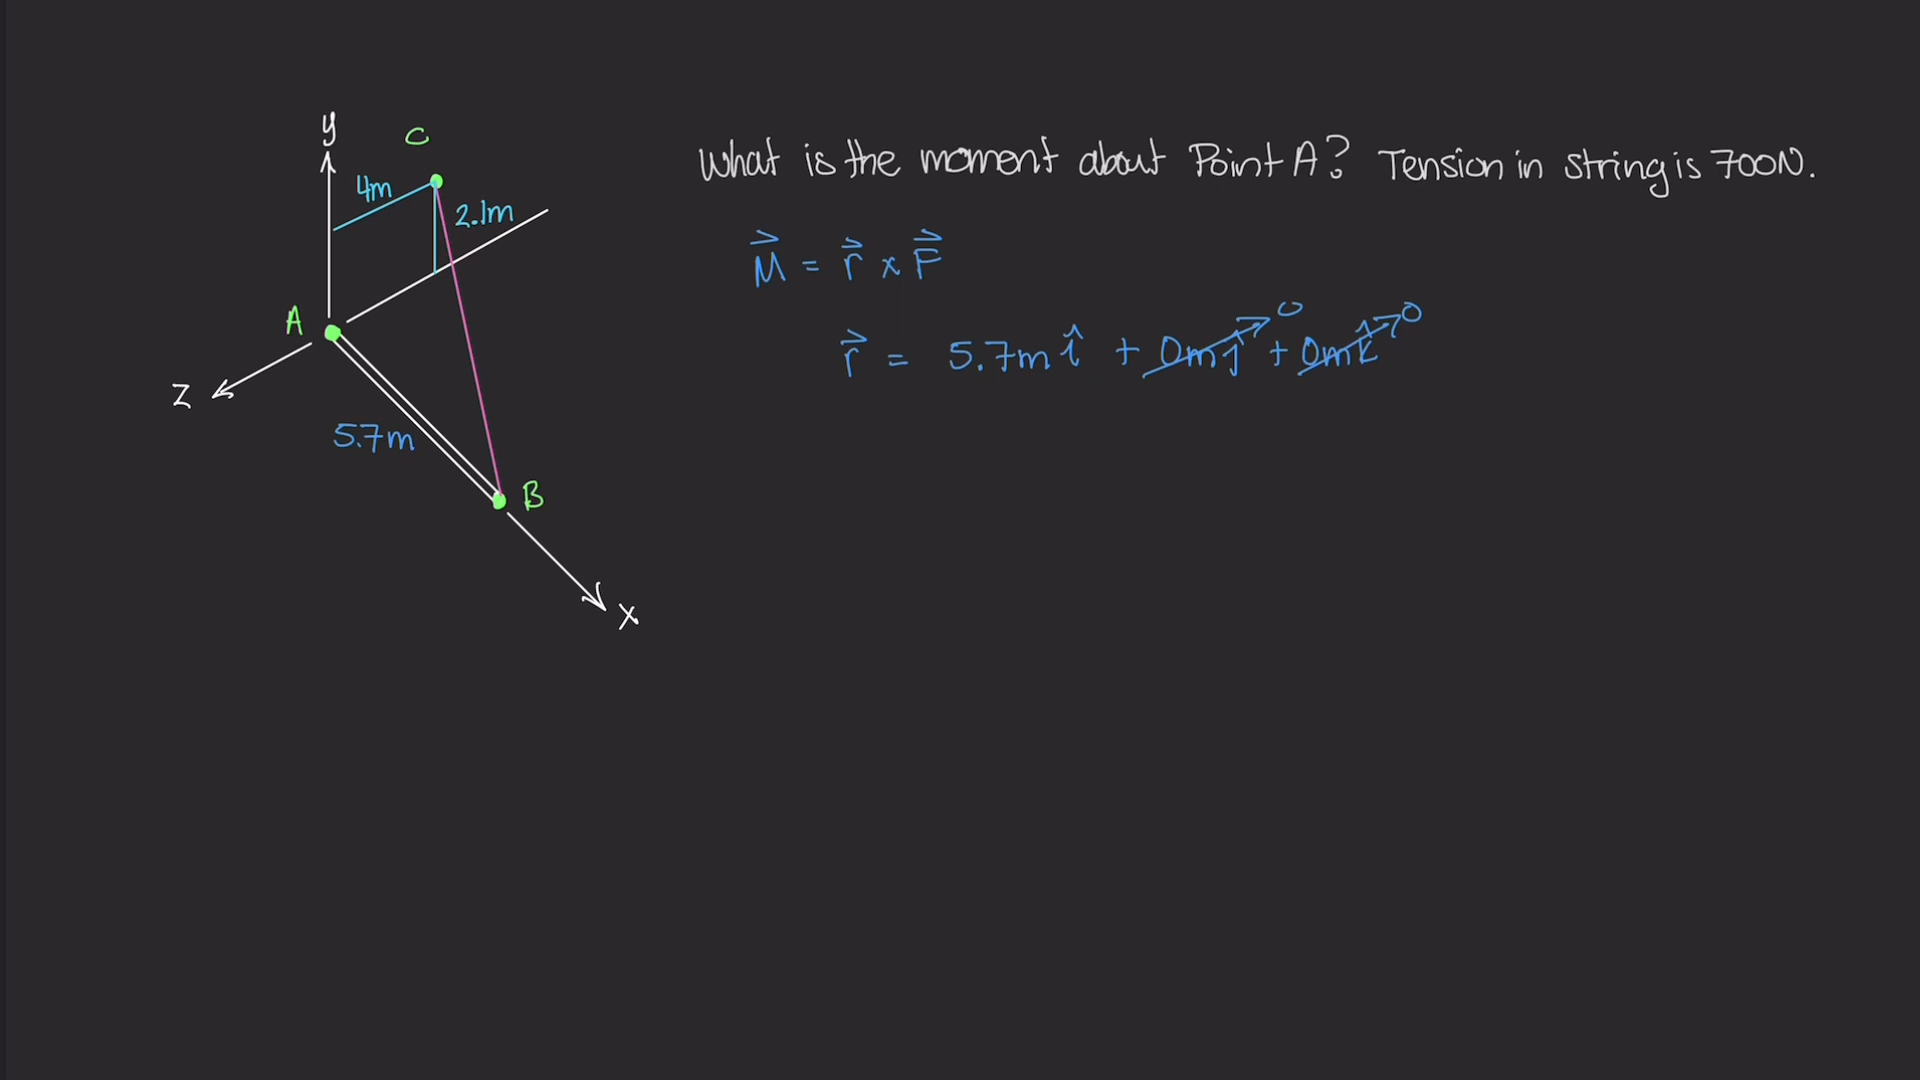 y
C
4m
2.1m
A
Z
5.7m
B
X
What is the moment about Point A? Tension in string is 700N.
M⃗ = r⃗ x F⃗
r⃗ = 5.7m î + 0m ĵ 0 + 0m k̂ 0